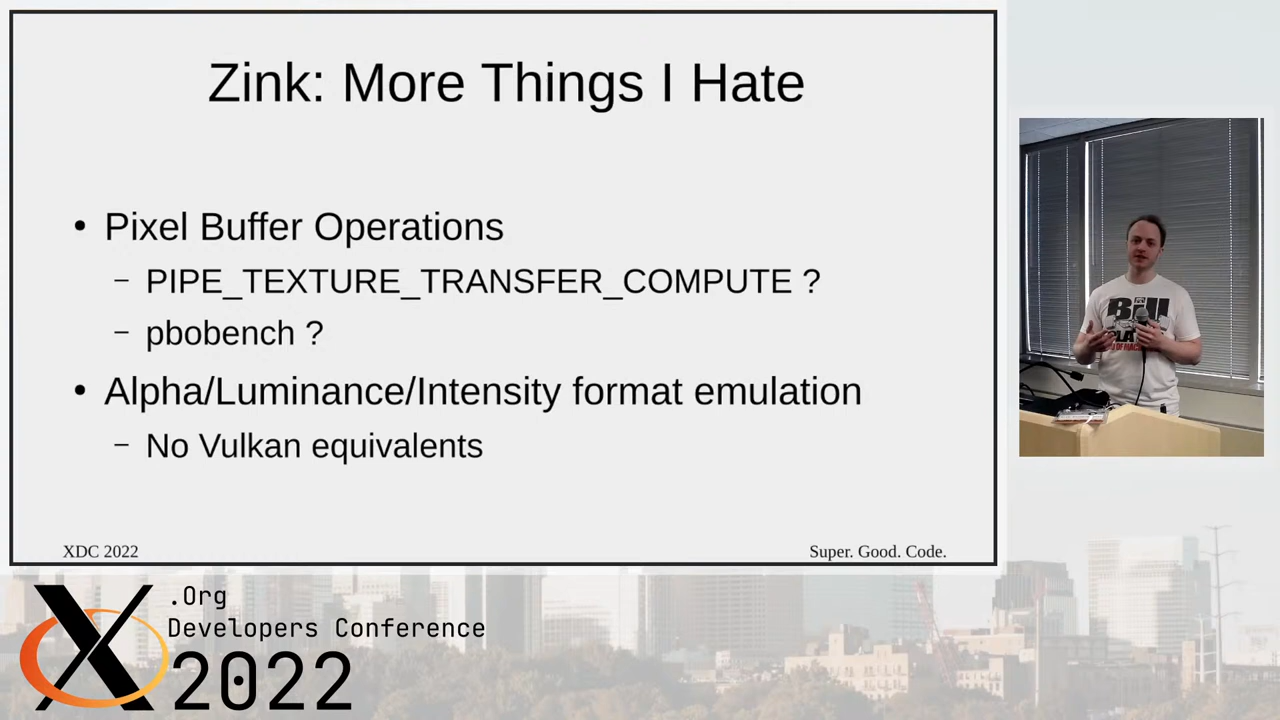 Zink: More Things I Hate
• Pixel Buffer Operations
– PIPE_TEXTURE_TRANSFER_COMPUTE ?
– pbobench ?
• Alpha/Luminance/Intensity format emulation
– No Vulkan equivalents
XDC 2022
Super. Good. Code.
Bill
X
.Org
Developers Conference
2022